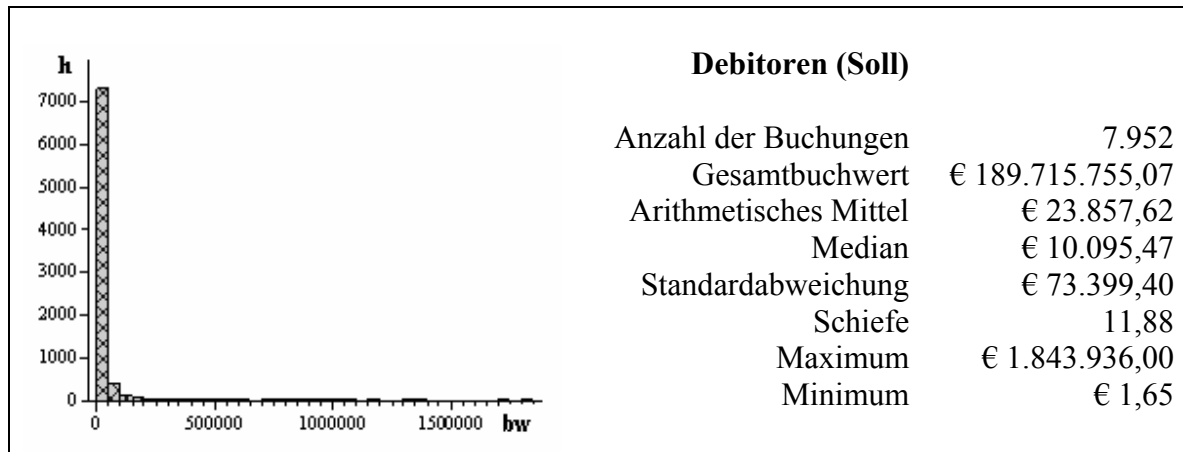 h
7000
6000
5000
4000
3000
2000
1000
0
0 500000 1000000 1500000 bw
Debitoren (Soll)
Anzahl der Buchungen 7.952
Gesamtbuchwert € 189.715.755,07
Arithmetisches Mittel € 23.857,62
Median € 10.095,47
Standardabweichung € 73.399,40
Schiefe 11,88
Maximum € 1.843.936,00
Minimum € 1,65